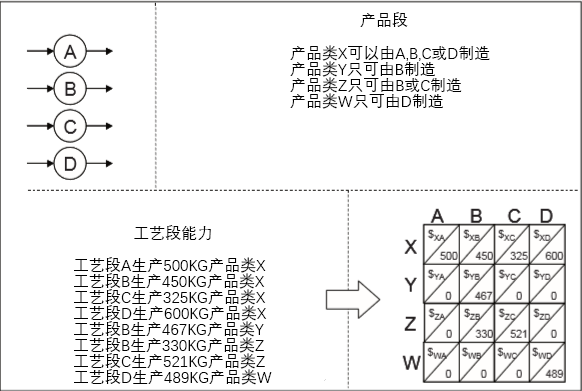 A
B
C
D
产品段
产品类X可以由A,B,C或D制造
产品类Y只可由B制造
产品类Z只可由B或C制造
产品类W只可由D制造
工艺段能力
工艺段A生产500KG产品类X
工艺段B生产450KG产品类X
工艺段C生产325KG产品类X
工艺段D生产600KG产品类X
工艺段B生产467KG产品类Y
工艺段B生产330KG产品类Z
工艺段C生产521KG产品类Z
工艺段D生产489KG产品类W
A B C D
X $XA 500 $XB 450 $XC 325 $XD 600
Y $YA 0 $YB 467 $YC 0 $YD 0
Z $ZA 0 $ZB 330 $ZC 521 $ZD 0
W $WA 0 $WB 0 $WC 0 $WD 489